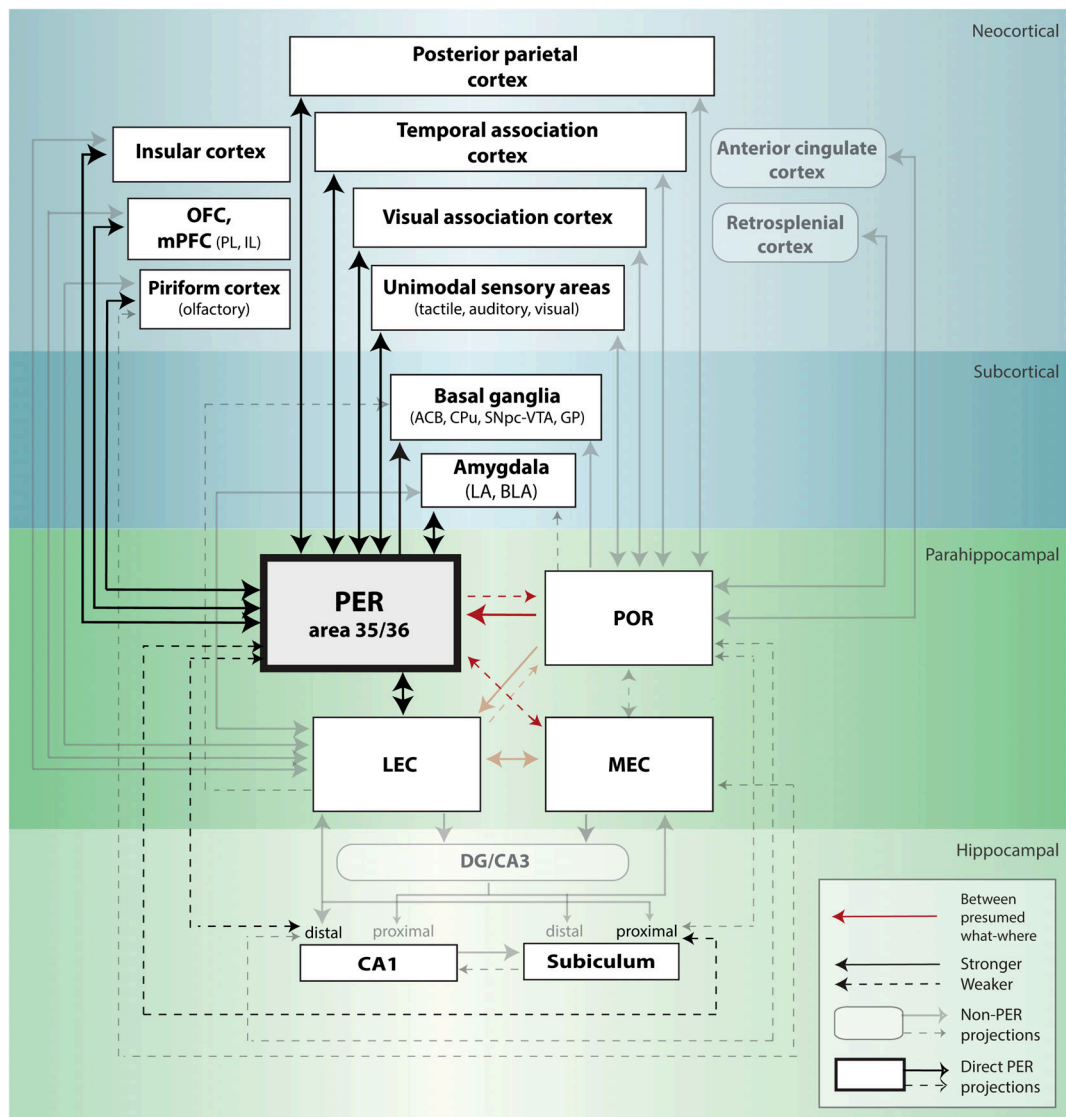 Neocortical
Posterior parietal
cortex
Temporal association
cortex
Insular cortex
Anterior cingulate
cortex
OFC,
mPFC (PL, IL)
Visual association cortex
Retrosplenial
cortex
Piriform cortex
(olfactory)
Unimodal sensory areas
(tactile, auditory, visual)
Subcortical
Basal ganglia
(ACB, CPu, SNpc-VTA, GP)
Amygdala
(LA, BLA)
Parahippocampal
PER
area 35/36
POR
LEC
MEC
Hippocampal
DG/CA3
distal
proximal
distal
proximal
CA1
Subiculum
Between
presumed
what-where
Stronger
Weaker
Non-PER
projections
Direct PER
projections